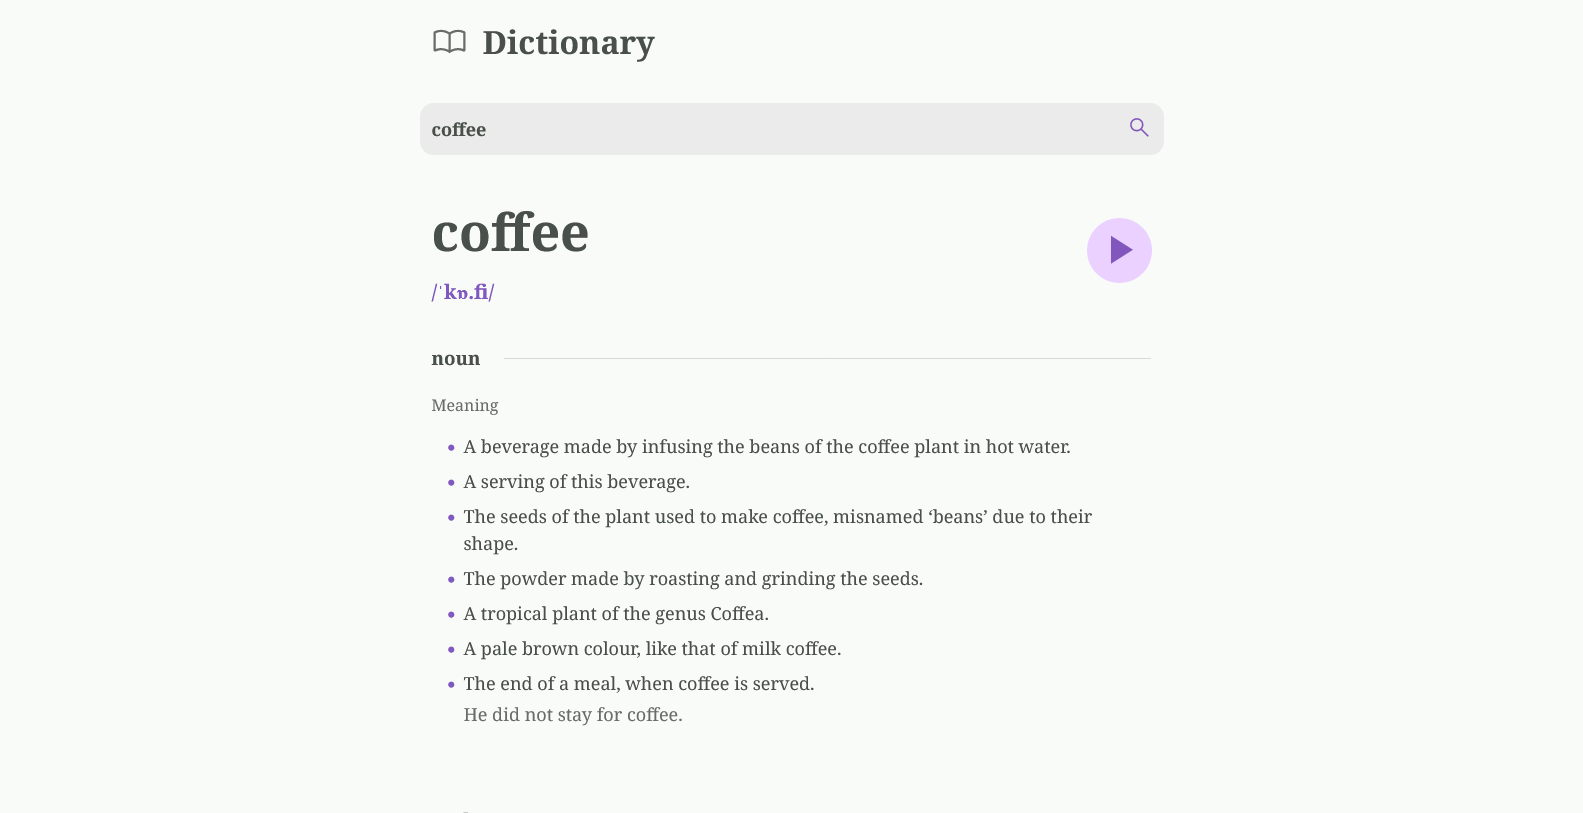 Dictionary
coffee
coffee
/ˈkɒ.fi/
noun
Meaning
A beverage made by infusing the beans of the coffee plant in hot water.
A serving of this beverage.
The seeds of the plant used to make coffee, misnamed ‘beans’ due to their
shape.
The powder made by roasting and grinding the seeds.
A tropical plant of the genus Coffea.
A pale brown colour, like that of milk coffee.
The end of a meal, when coffee is served.
He did not stay for coffee.